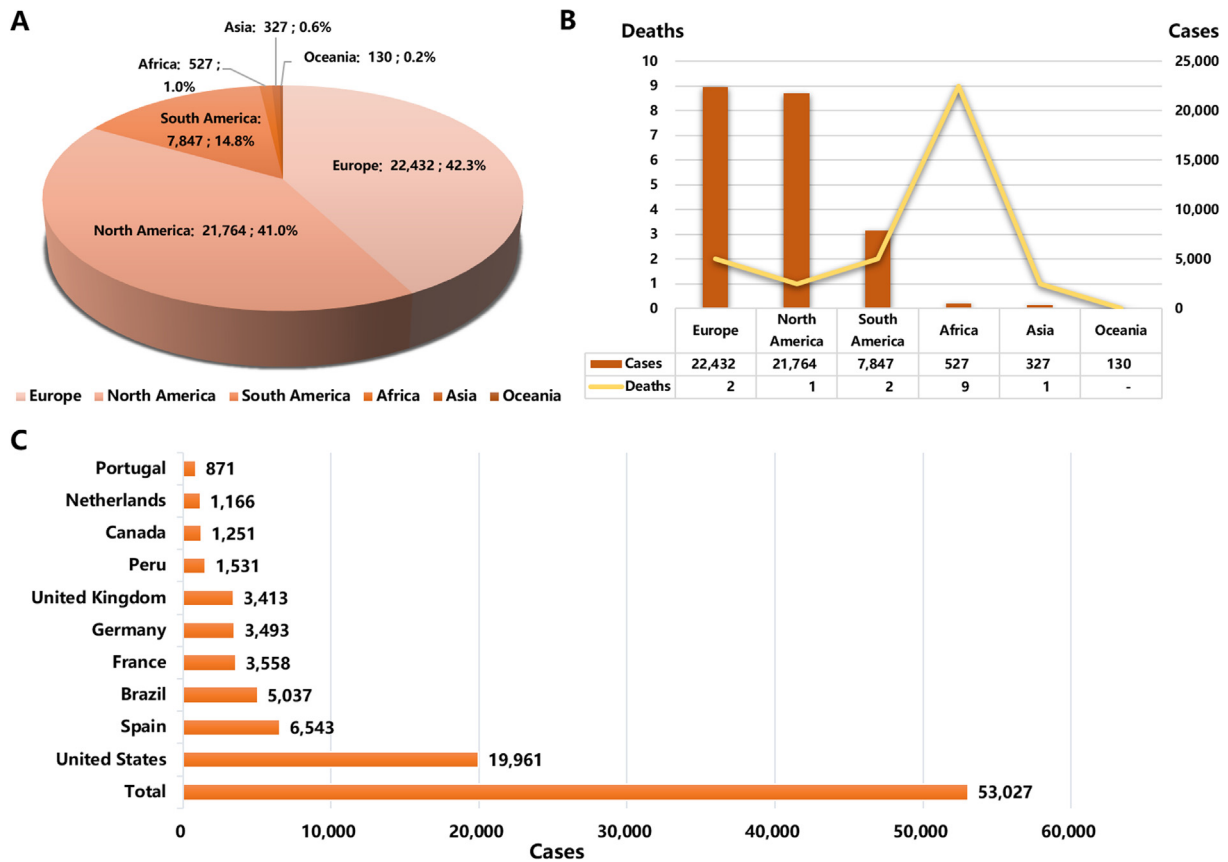 A
Asia: 327 ; 0.6%
Oceania: 130 ; 0.2%
Africa: 527 ;
1.0%
South America:
7,847 ; 14.8%
Europe: 22,432 ; 42.3%
North America: 21,764 ; 41.0%
Europe North America South America Africa Asia Oceania
B
Deaths Cases
10 25,000
9
8 20,000
7
6 15,000
5
4 10,000
3
2 5,000
1
0 0
Europe North America South America Africa Asia Oceania
Cases 22,432 21,764 7,847 527 327 130
Deaths 2 1 2 9 1 -
C
Portugal 871
Netherlands 1,166
Canada 1,251
Peru 1,531
United Kingdom 3,413
Germany 3,493
France 3,558
Brazil 5,037
Spain 6,543
United States 19,961
Total 53,027
0 10,000 20,000 30,000 40,000 50,000 60,000
Cases